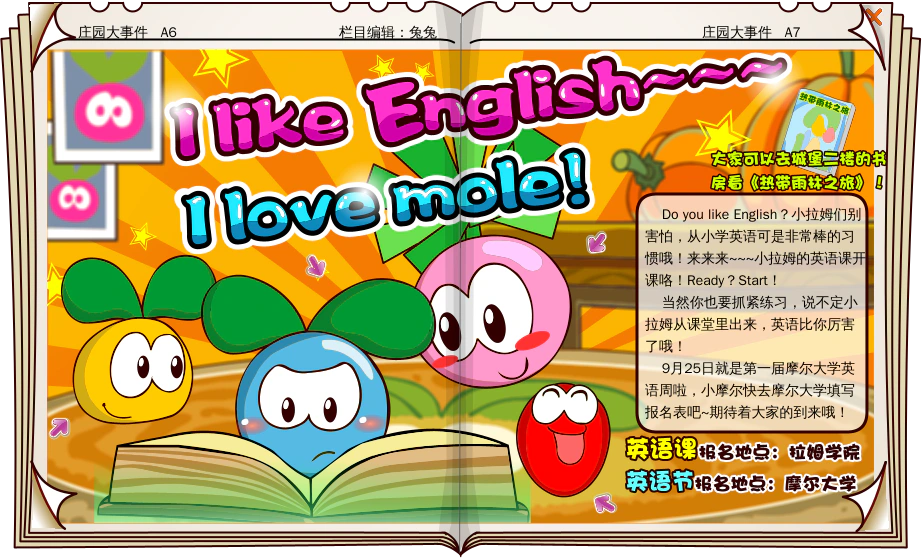 庄园大事件 A6
栏目编辑：兔兔
庄园大事件 A7
I like English~~~
I love mole!
热带雨林之旅
大家可以去城堡二楼的书
房看《热带雨林之旅》！
Do you like English？小拉姆们别
害怕，从小学英语可是非常棒的习
惯哦！来来来~~~小拉姆的英语课开
课咯！Ready？Start！
当然你也要抓紧练习，说不定小
拉姆从课堂里出来，英语比你厉害
了哦！
9月25日就是第一届摩尔大学英
语周啦，小摩尔快去摩尔大学填写
报名表吧~期待着大家的到来哦！
英语课报名地点：拉姆学院
英语节报名地点：摩尔大学